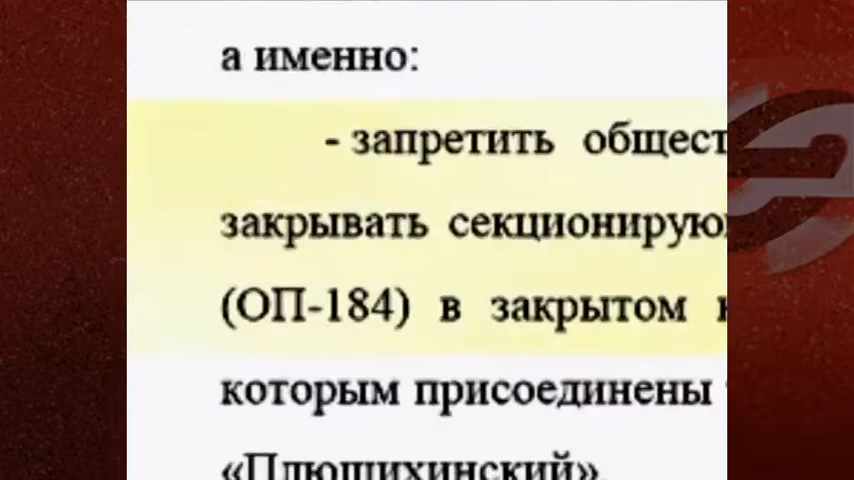 а именно:
- запретить общест
закрывать секционирую
(ОП-184) в закрытом
которым присоединены
«Плющихинский».